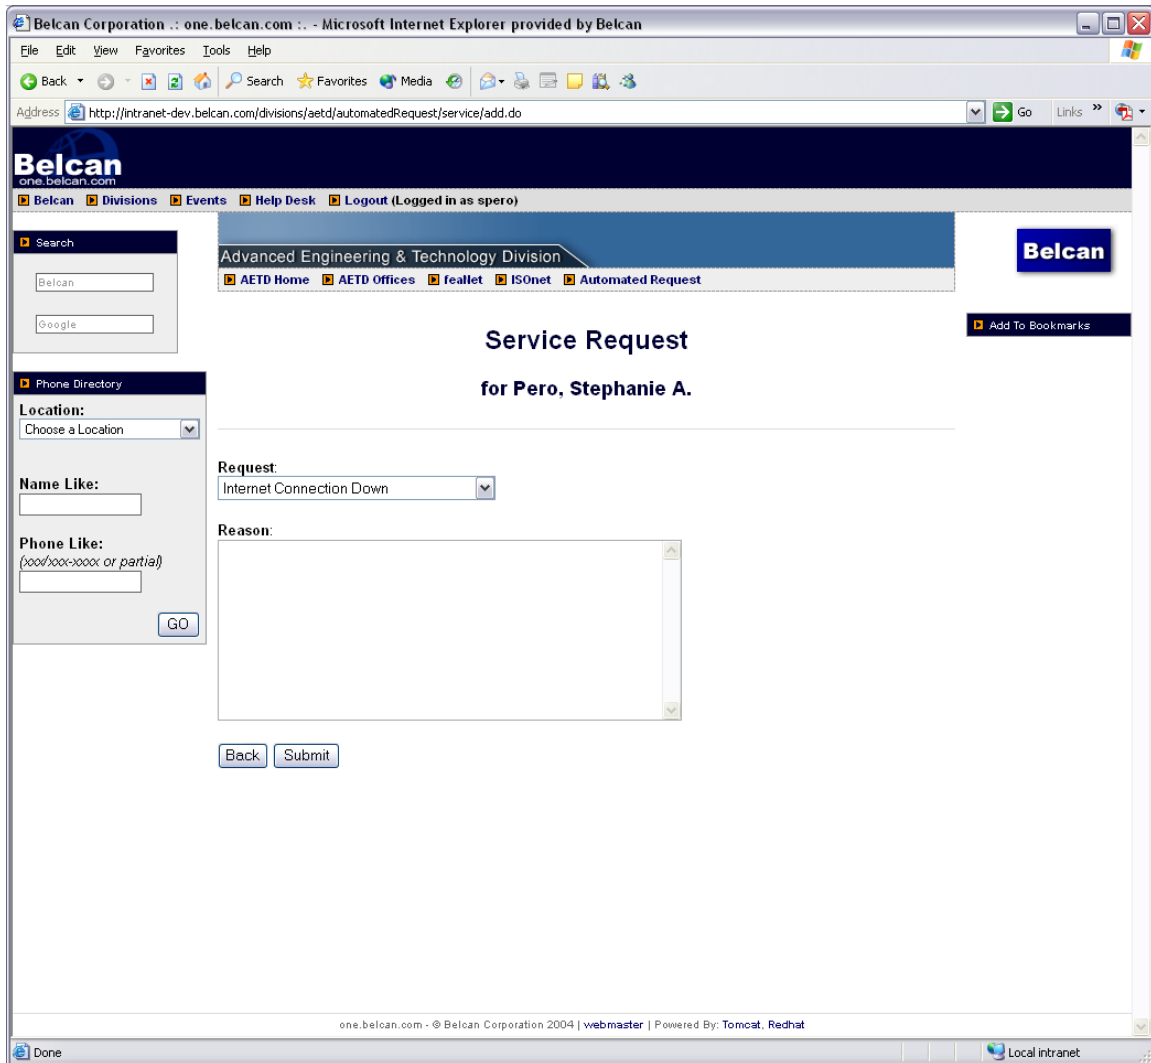 Belcan Corporation .: one.belcan.com :. - Microsoft Internet Explorer provided by Belcan
File Edit View Favorites Tools Help
Back Search Favorites Media
Address http://intranet-dev.belcan.com/divisions/aetd/automatedRequest/service/add.do Go Links »
Belcan
one.belcan.com
Belcan Divisions Events Help Desk Logout (Logged in as spero)
Search
Belcan
Google
Phone Directory
Location:
Choose a Location
Name Like:
Phone Like:
(xxx/xxx-xxxx or partial)
GO
Advanced Engineering & Technology Division
AETD Home AETD Offices feallet ISOnet Automated Request
Service Request
for Pero, Stephanie A.
Request:
Internet Connection Down
Reason:
Back Submit
Belcan
Add To Bookmarks
one.belcan.com - © Belcan Corporation 2004 | webmaster | Powered By: Tomcat, Redhat
Done Local intranet